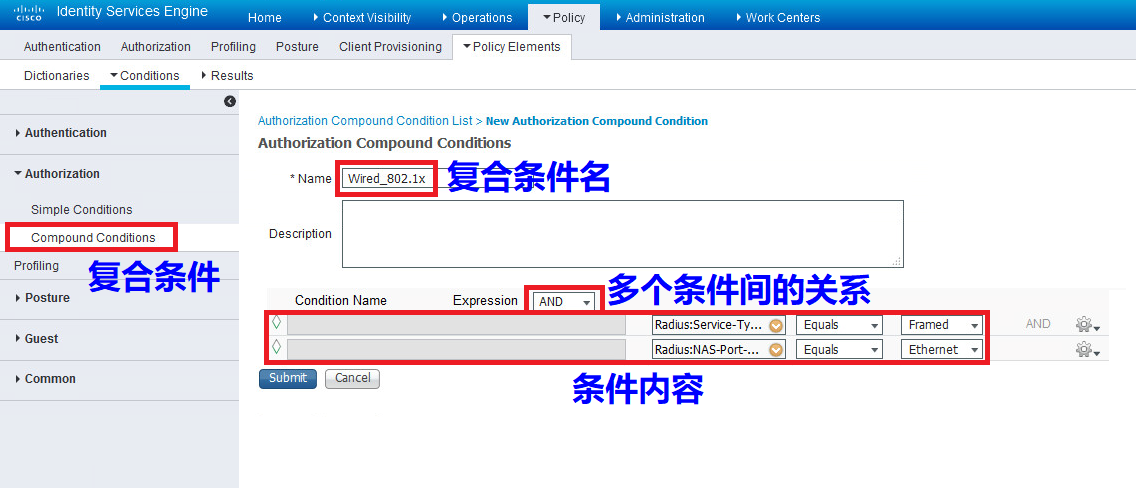 cisco Identity Services Engine Home Context Visibility Operations Policy Administration Work Centers
Authentication Authorization Profiling Posture Client Provisioning Policy Elements
Dictionaries Conditions Results
Authentication
Authorization
Simple Conditions
Compound Conditions
复合条件
Profiling
Posture
Guest
Common
Authorization Compound Condition List > New Authorization Compound Condition
Authorization Compound Conditions
* Name Wired_802.1x 复合条件名
Description
多个条件间的关系
Condition Name Expression AND
Radius:Service-Ty... Equals Framed AND
Radius:NAS-Port-... Equals Ethernet
条件内容
Submit Cancel